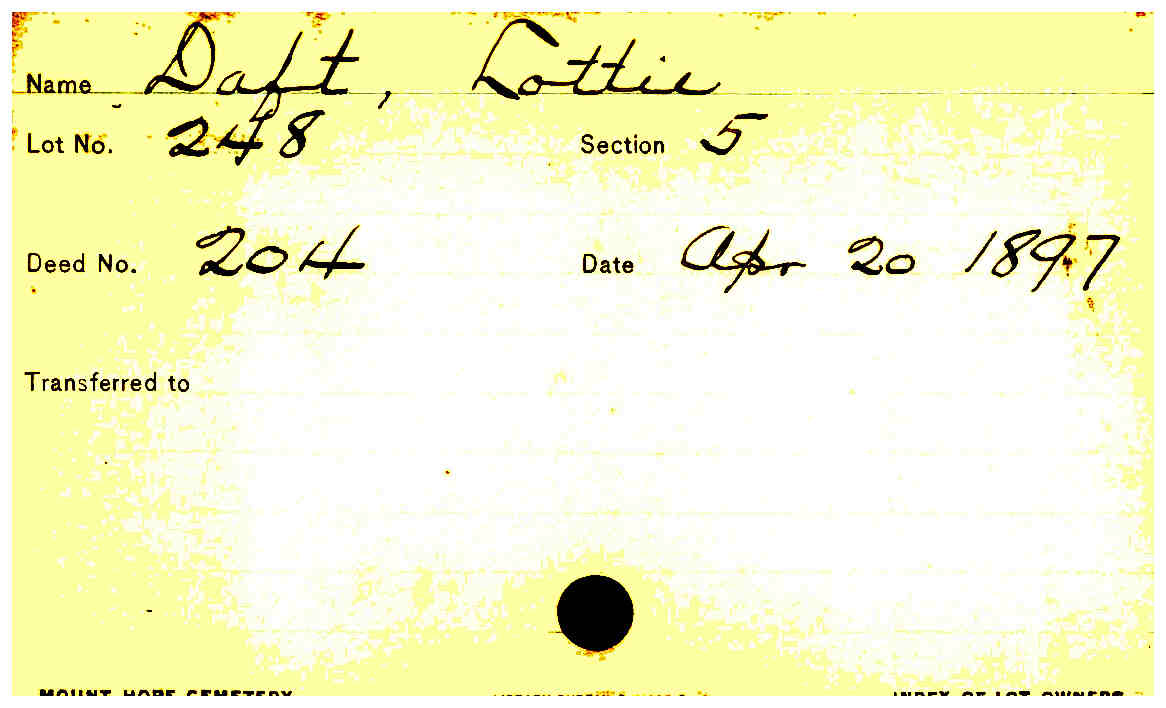 Name Daft, Lottie
Lot No. 248 Section 5
Deed No. 204 Date Apr 20 1897
Transferred to
MOUNT HOPE CEMETERY INDEX OF LOT OWNERS